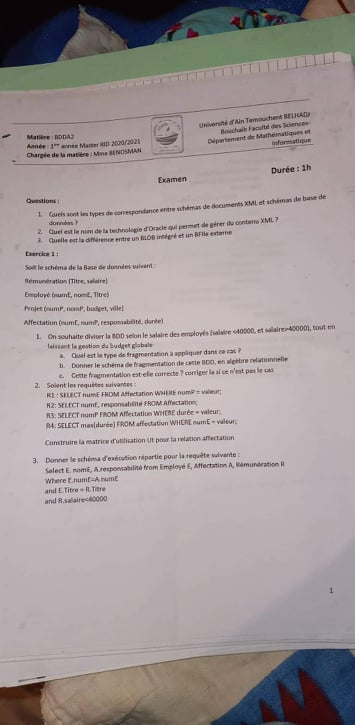 Université d'Ain Temouchent BELHADJ
Bouchaib Faculté des Sciences
Département de Mathématiques et
Informatique
Matière : BDDA2
Année : 1ère année Master RID 2020/2021
Chargée de la matière : Mme BENOSMAN
Durée : 1h
Examen
Questions :
1. Quels sont les types de correspondance entre schémas de documents XML et schémas de base de
données ?
2. Quel est le nom de la technologie d'Oracle qui permet de gérer du contenu XML ?
3. Quelle est la différence entre un BLOB intégré et un BFile externe
Exercice 1 :
Soit le schéma de la Base de données suivant :
Rémunération (Titre, salaire)
Employé (numE, nomE, Titre)
Projet (numP, nomP, budget, ville)
Affectation (numE, numP, responsabilité, durée)
1. On souhaite diviser la BDD selon le salaire des employés (salaire <40000, et salaire>40000), tout en
laissant la gestion du budget globale
a. Quel est le type de fragmentation à appliquer dans ce cas ?
b. Donner le schéma de fragmentation de cette BDD, en algèbre relationnelle
c. Cette fragmentation est-elle correcte ? corriger la si ce n'est pas le cas
2. Soient les requêtes suivantes :
R1 : SELECT numE FROM Affectation WHERE numP = valeur;
R2: SELECT numE, responsabilité FROM Affectation;
R3: SELECT numP FROM Affectation WHERE durée = valeur;
R4: SELECT max(durée) FROM affectation WHERE numE = valeur;
Construire la matrice d'utilisation Ut pour la relation affectation
3. Donner le schéma d'exécution répartie pour la requête suivante :
Select E. nomE, A.responsabilité from Employé E, Affectation A, Rémunération R
Where E.numE=A.numE
and E.Titre = R.Titre
and R.salaire<40000
1